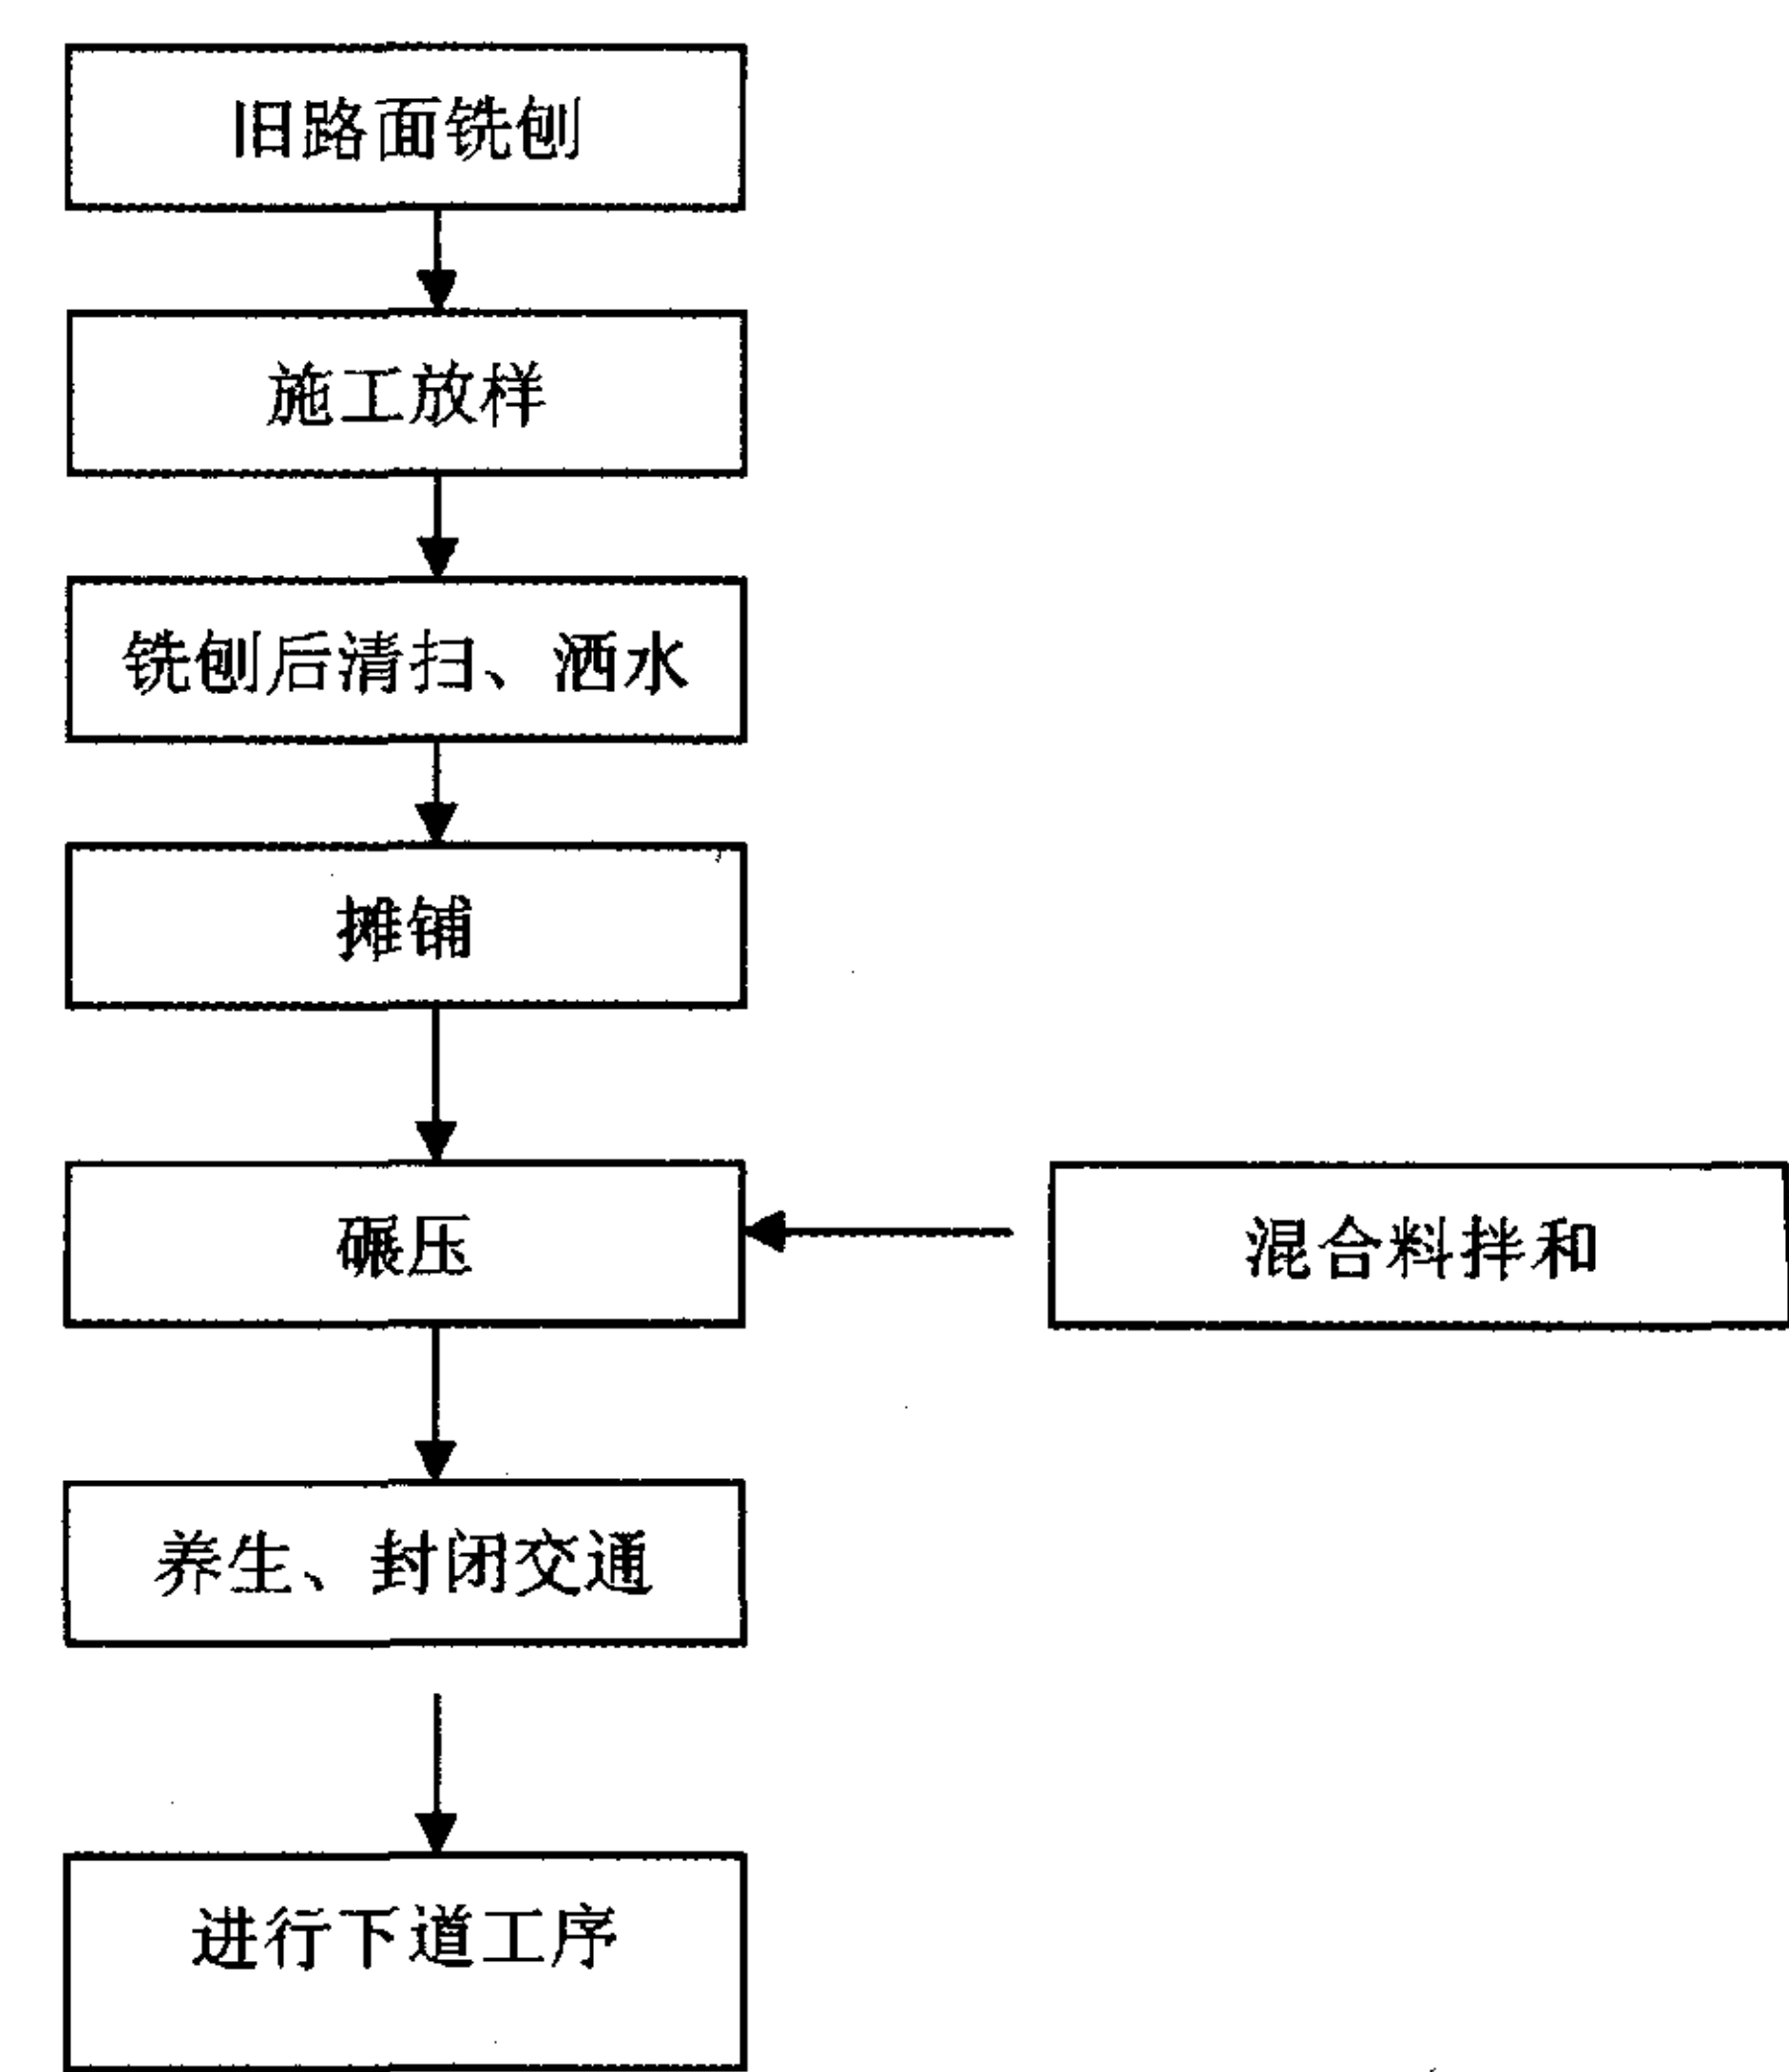 旧路面铣刨
施工放样
铣刨后清扫、洒水
摊铺
碾压
混合料拌和
养生、封闭交通
进行下道工序